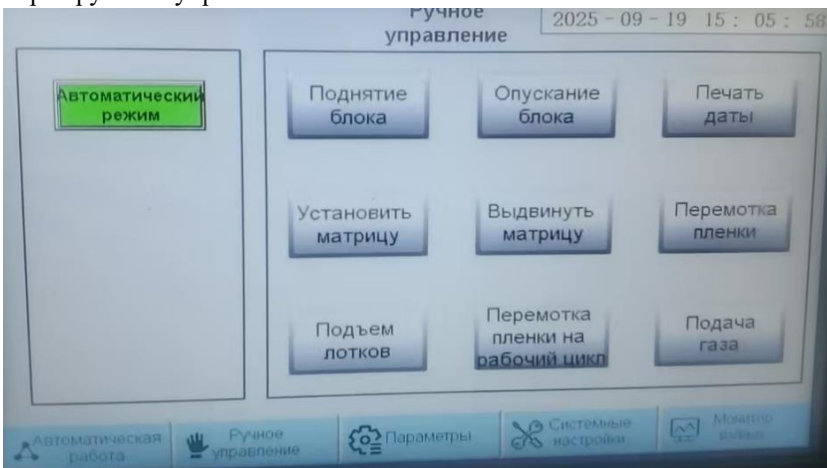 Ручное
управление
2025-09-19 15: 05: 58
Автоматический
режим
Поднятие
блока
Опускание
блока
Печать
даты
Установить
матрицу
Выдвинуть
матрицу
Перемотка
пленки
Подъем
лотков
Перемотка
пленки на
рабочий цикл
Подача
газа
Автоматическая
работа
Ручное
управление
Параметры
Системные
настройки
Монитор